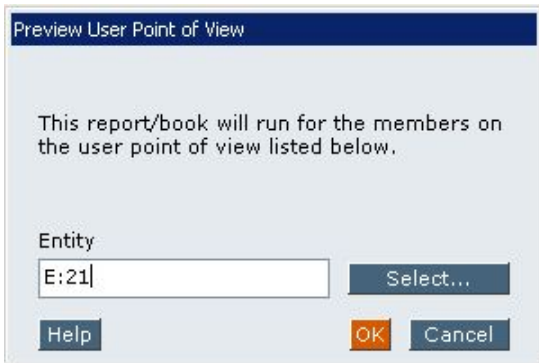 Preview User Point of View
This report/book will run for the members on
the user point of view listed below.
Entity
E:21
Select...
Help
OK
Cancel